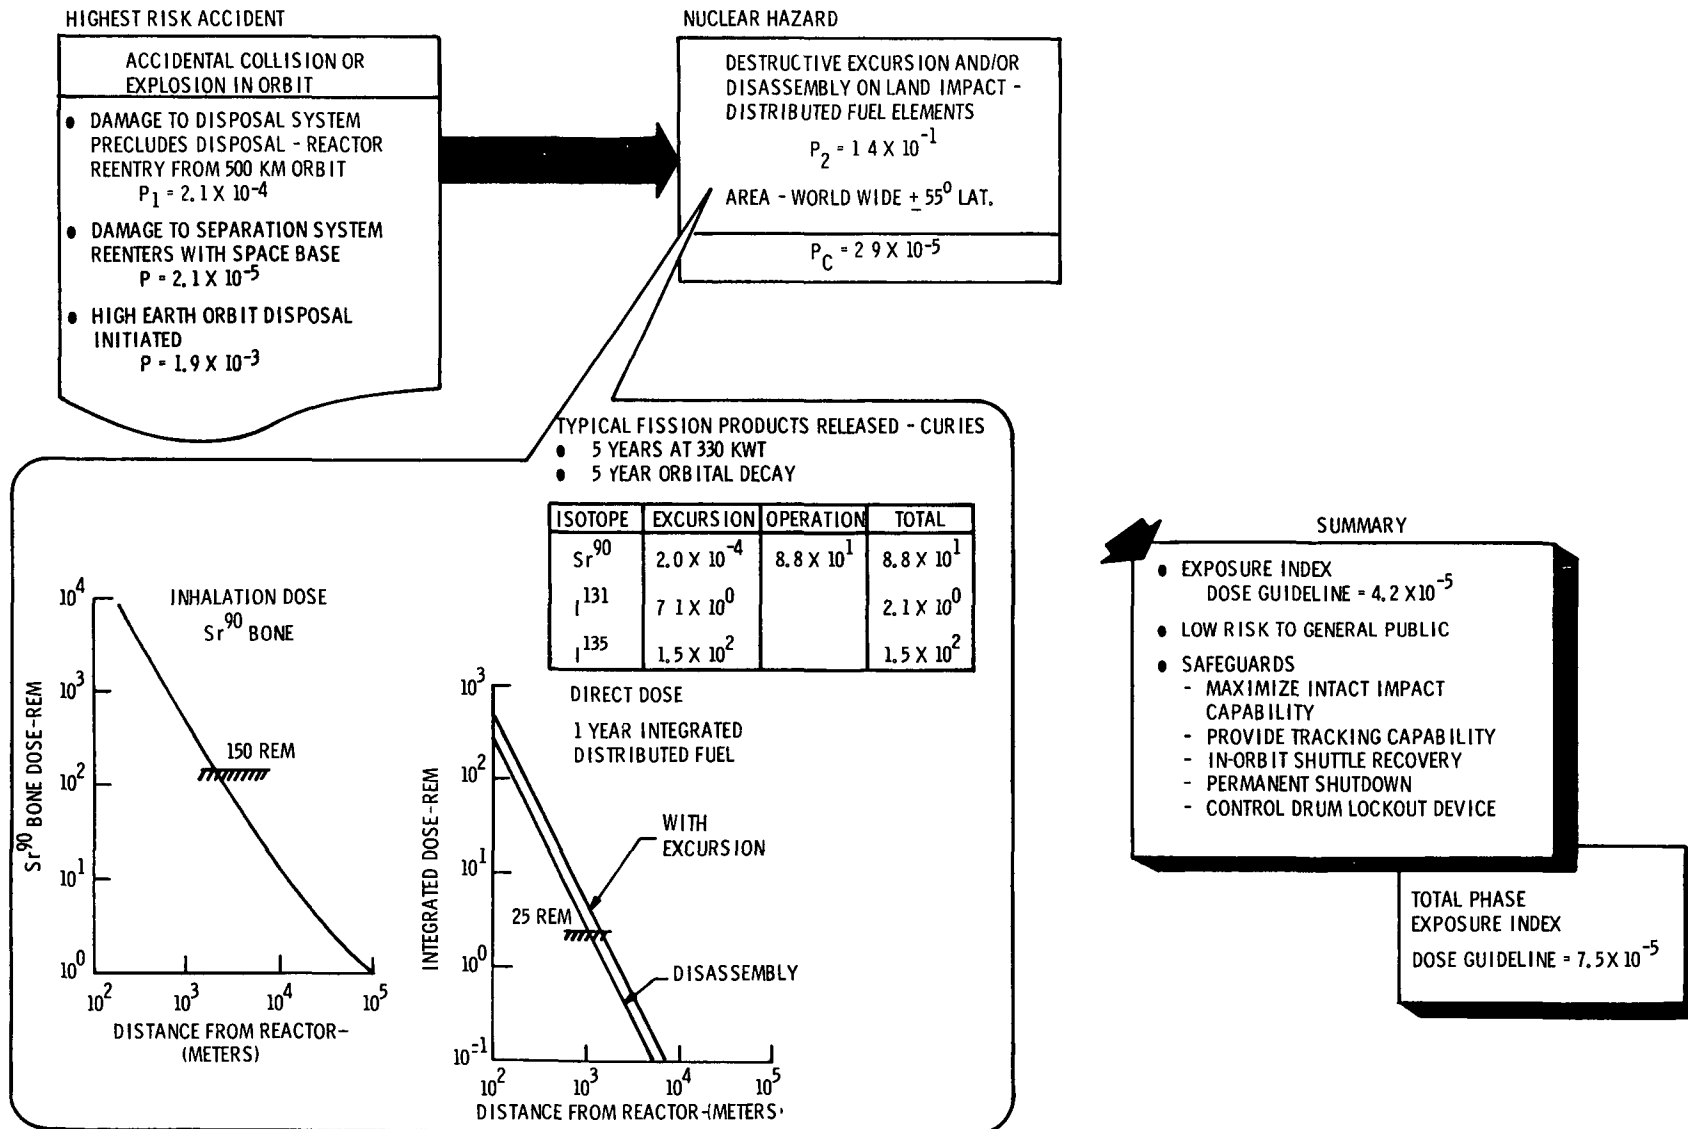 HIGHEST RISK ACCIDENT
ACCIDENTAL COLLISION OR
EXPLOSION IN ORBIT
● DAMAGE TO DISPOSAL SYSTEM
PRECLUDES DISPOSAL - REACTOR
REENTRY FROM 500 KM ORBIT
P₁ = 2.1 X 10⁻⁴
● DAMAGE TO SEPARATION SYSTEM
REENTERS WITH SPACE BASE
P = 2.1 X 10⁻⁵
● HIGH EARTH ORBIT DISPOSAL
INITIATED
P = 1.9 X 10⁻³
NUCLEAR HAZARD
DESTRUCTIVE EXCURSION AND/OR
DISASSEMBLY ON LAND IMPACT -
DISTRIBUTED FUEL ELEMENTS
P₂ = 1 4 X 10⁻¹
AREA - WORLD WIDE ± 55⁰ LAT.
P_C = 2 9 X 10⁻⁵
TYPICAL FISSION PRODUCTS RELEASED - CURIES
● 5 YEARS AT 330 KWT
● 5 YEAR ORBITAL DECAY
ISOTOPE EXCURSION OPERATION TOTAL
Sr⁹⁰ 2.0 X 10⁻⁴ 8.8 X 10¹ 8.8 X 10¹
I¹³¹ 7 1 X 10⁰ 2.1 X 10⁰
I¹³⁵ 1.5 X 10² 1.5 X 10²
INHALATION DOSE
Sr⁹⁰ BONE
Sr⁹⁰ BONE DOSE-REM
10⁴
10³
10²
10¹
10⁰
150 REM
10² 10³ 10⁴ 10⁵
DISTANCE FROM REACTOR-
(METERS)
DIRECT DOSE
1 YEAR INTEGRATED
DISTRIBUTED FUEL
INTEGRATED DOSE-REM
10³
10²
10¹
10⁰
10⁻¹
WITH
EXCURSION
25 REM
DISASSEMBLY
10² 10³ 10⁴ 10⁵
DISTANCE FROM REACTOR-(METERS)
SUMMARY
● EXPOSURE INDEX
DOSE GUIDELINE = 4.2 X10⁻⁵
● LOW RISK TO GENERAL PUBLIC
● SAFEGUARDS
- MAXIMIZE INTACT IMPACT
CAPABILITY
- PROVIDE TRACKING CAPABILITY
- IN-ORBIT SHUTTLE RECOVERY
- PERMANENT SHUTDOWN
- CONTROL DRUM LOCKOUT DEVICE
TOTAL PHASE
EXPOSURE INDEX
DOSE GUIDELINE = 7.5 X 10⁻⁵